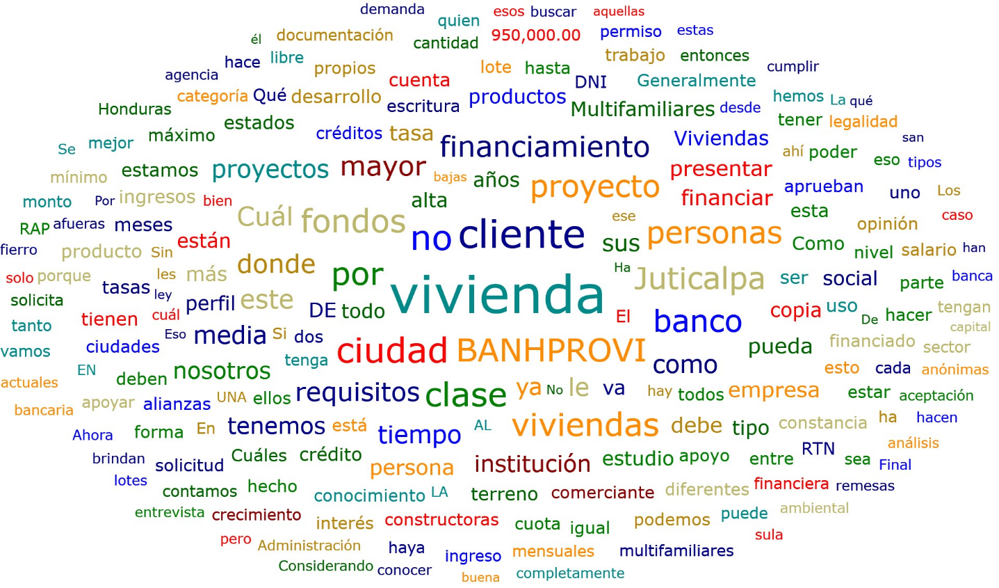 demanda esos buscar aquellas
quien
él documentación cantidad 950,000.00 permiso estas
hace libre trabajo entonces
agencia propios cuenta lote hasta DNI Generalmente cumplir
categoría Qué desarrollo escritura productos Multifamiliares desde hemos La qué
Honduras estados créditos tasa tener legalidad
Se mejor máximo financiamiento Viviendas ahí poder san
mínimo estamos proyectos mayor bajas años proyecto presentar eso tipos
monto Por ingresos bien alta financiar aprueban uno Los
RAP afueras meses Cuál fondos ese esta opinión caso
fierro producto Sin están no cliente sus personas Como nivel salario han
solo porque les más donde por Ha Juticalpa ser social parte banca
solicita tasas ley perfil este DE todo vivienda El copia uso De hacer tengan
tanto tienen cuál Eso media Si dos banco capital
vamos ciudades tenga ciudad BANHPROVI pueda financiado sector
actuales EN deben nosotros como esto cada anónimas
bancaria apoyar alianzas UNA ellos requisitos clase ya No le va hay todos empresa estar aceptación
Ahora forma En tenemos está tiempo AL viviendas debe tipo constancia ha hacen
brindan solicitud Cuáles crédito persona institución estudio apoyo entre RTN sea análisis Final
lotes contamos hecho conocimiento LA terreno comerciante diferentes financiera remesas
entrevista crecimiento interés constructoras cuota igual podemos puede ambiental
pero Administración haya ingreso mensuales multifamiliares sula
Considerando conocer buena completamente